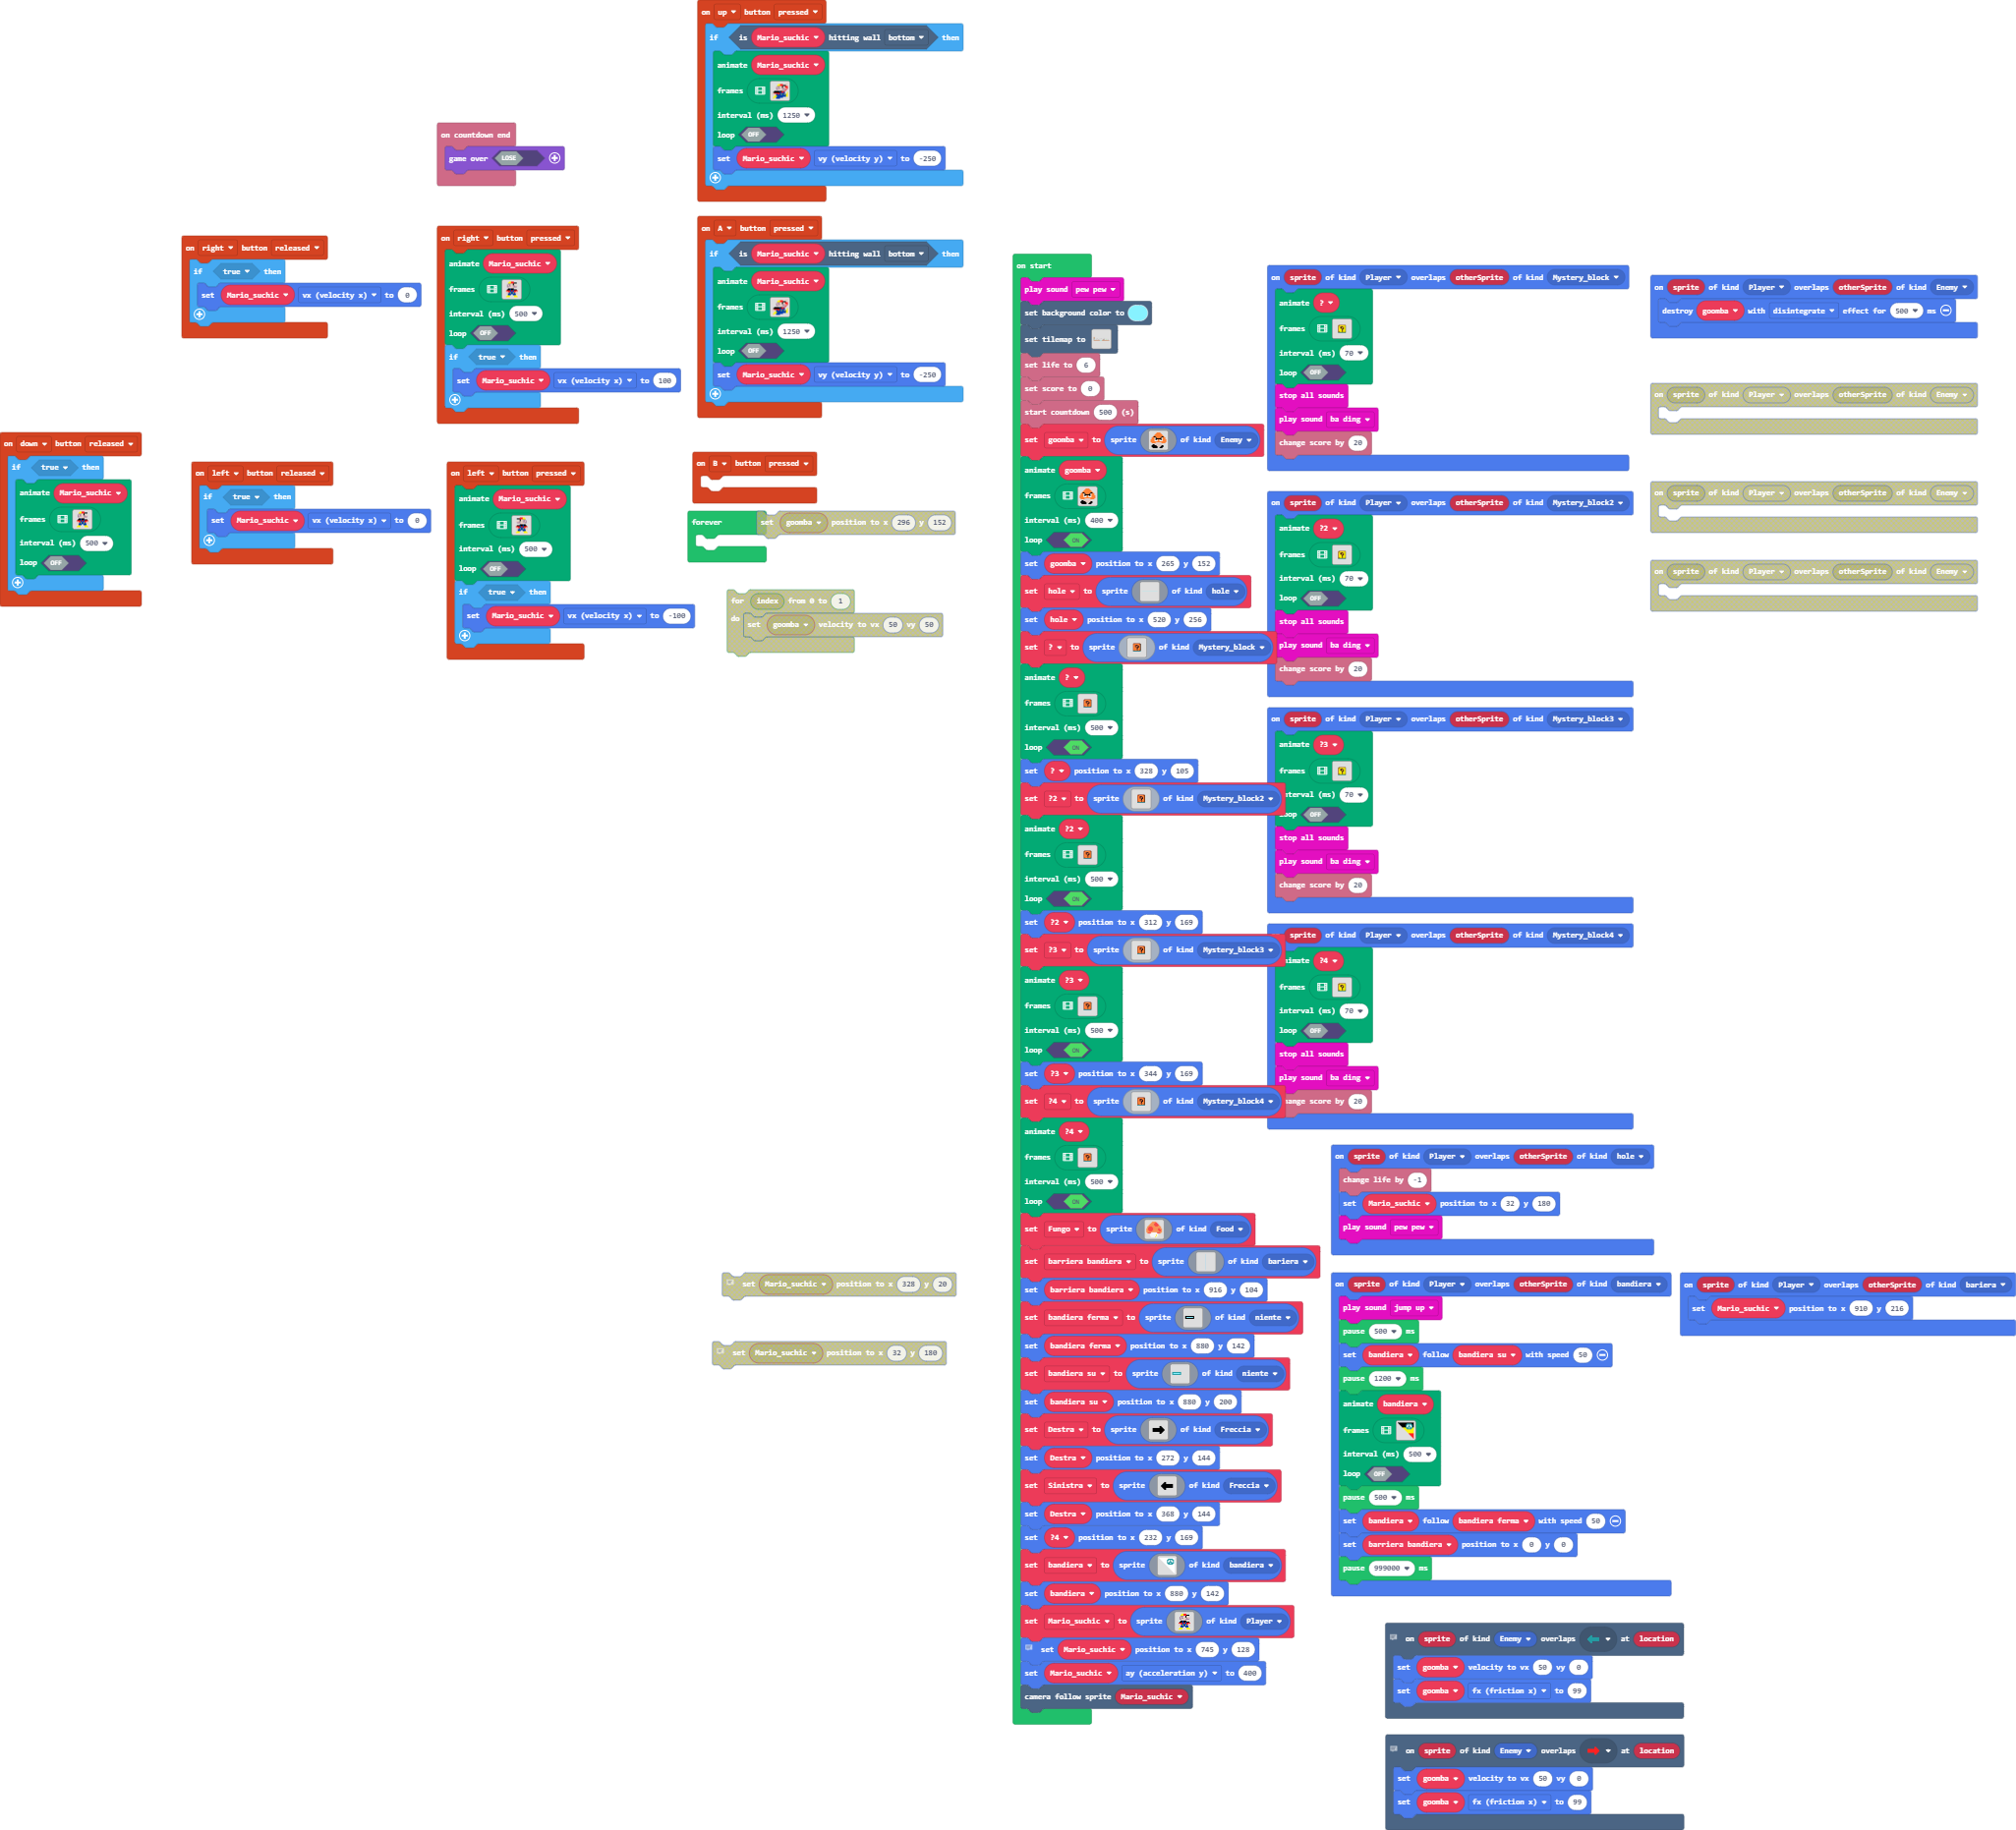 on up button pressed
if is Mario_suchic hitting wall bottom then
animate Mario_suchic
frames
interval (ms) 1250
loop OFF
set Mario_suchic vy (velocity y) to -250
on countdown end
game over LOSE
on right button released
if true then
set Mario_suchic vx (velocity x) to 0
on right button pressed
animate Mario_suchic
frames
interval (ms) 500
loop OFF
if true then
set Mario_suchic vx (velocity x) to 100
on A button pressed
if is Mario_suchic hitting wall bottom then
animate Mario_suchic
frames
interval (ms) 1250
loop OFF
set Mario_suchic vy (velocity y) to -250
on down button released
if true then
animate Mario_suchic
frames
interval (ms) 500
loop OFF
on left button released
if true then
set Mario_suchic vx (velocity x) to 0
on left button pressed
animate Mario_suchic
frames
interval (ms) 500
loop OFF
if true then
set Mario_suchic vx (velocity x) to -100
on B button pressed
forever
set goomba position to x 296 y 152
for index from 0 to 1
do
set goomba velocity to vx 50 vy 50
set Mario_suchic position to x 328 y 20
set Mario_suchic position to x 32 y 180
on start
play sound pew pew
set background color to
set tilemap to
set life to 6
set score to 0
start countdown 500 (s)
set goomba to sprite of kind Enemy
animate goomba
frames
interval (ms) 400
loop ON
set goomba position to x 265 y 152
set hole to sprite of kind hole
set hole position to x 520 y 256
set ? to sprite of kind Mystery_block
animate ?
frames
interval (ms) 500
loop ON
set ? position to x 328 y 105
set ?2 to sprite of kind Mystery_block2
animate ?2
frames
interval (ms) 500
loop ON
set ?2 position to x 312 y 169
set ?3 to sprite of kind Mystery_block3
animate ?3
frames
interval (ms) 500
loop ON
set ?3 position to x 344 y 169
set ?4 to sprite of kind Mystery_block4
animate ?4
frames
interval (ms) 500
loop ON
set Fungo to sprite of kind Food
set barriera bandiera to sprite of kind bariera
set barriera bandiera position to x 916 y 104
set bandiera ferma to sprite of kind niente
set bandiera ferma position to x 880 y 142
set bandiera su to sprite of kind niente
set bandiera su position to x 880 y 200
set Destra to sprite of kind Freccia
set Destra position to x 272 y 144
set Sinistra to sprite of kind Freccia
set Destra position to x 368 y 144
set ?4 position to x 232 y 169
set bandiera to sprite of kind bandiera
set bandiera position to x 880 y 142
set Mario_suchic to sprite of kind Player
set Mario_suchic position to x 745 y 128
set Mario_suchic ay (acceleration y) to 400
camera follow sprite Mario_suchic
on sprite of kind Player overlaps otherSprite of kind Mystery_block
animate ?
frames
interval (ms) 70
loop OFF
stop all sounds
play sound ba ding
change score by 20
on sprite of kind Player overlaps otherSprite of kind Mystery_block2
animate ?2
frames
interval (ms) 70
loop OFF
stop all sounds
play sound ba ding
change score by 20
on sprite of kind Player overlaps otherSprite of kind Mystery_block3
animate ?3
frames
terval (ms) 70
op OFF
stop all sounds
play sound ba ding
change score by 20
sprite of kind Player overlaps otherSprite of kind Mystery_block4
imate ?4
frames
interval (ms) 70
loop OFF
stop all sounds
play sound ba ding
ange score by 20
on sprite of kind Player overlaps otherSprite of kind hole
change life by -1
set Mario_suchic position to x 32 y 180
play sound pew pew
on sprite of kind Player overlaps otherSprite of kind bandiera
play sound jump up
pause 500 ms
set bandiera follow bandiera su with speed 50
pause 1200 ms
animate bandiera
frames
interval (ms) 500
loop OFF
pause 500 ms
set bandiera follow bandiera ferma with speed 50
set barriera bandiera position to x 0 y 0
pause 999000 ms
on sprite of kind Enemy overlaps at location
set goomba velocity to vx 50 vy 0
set goomba fx (friction x) to 99
on sprite of kind Enemy overlaps at location
set goomba velocity to vx 50 vy 0
set goomba fx (friction x) to 99
on sprite of kind Player overlaps otherSprite of kind Enemy
destroy goomba with disintegrate effect for 500 ms
on sprite of kind Player overlaps otherSprite of kind Enemy
on sprite of kind Player overlaps otherSprite of kind Enemy
on sprite of kind Player overlaps otherSprite of kind Enemy
on sprite of kind Player overlaps otherSprite of kind bariera
set Mario_suchic position to x 910 y 216